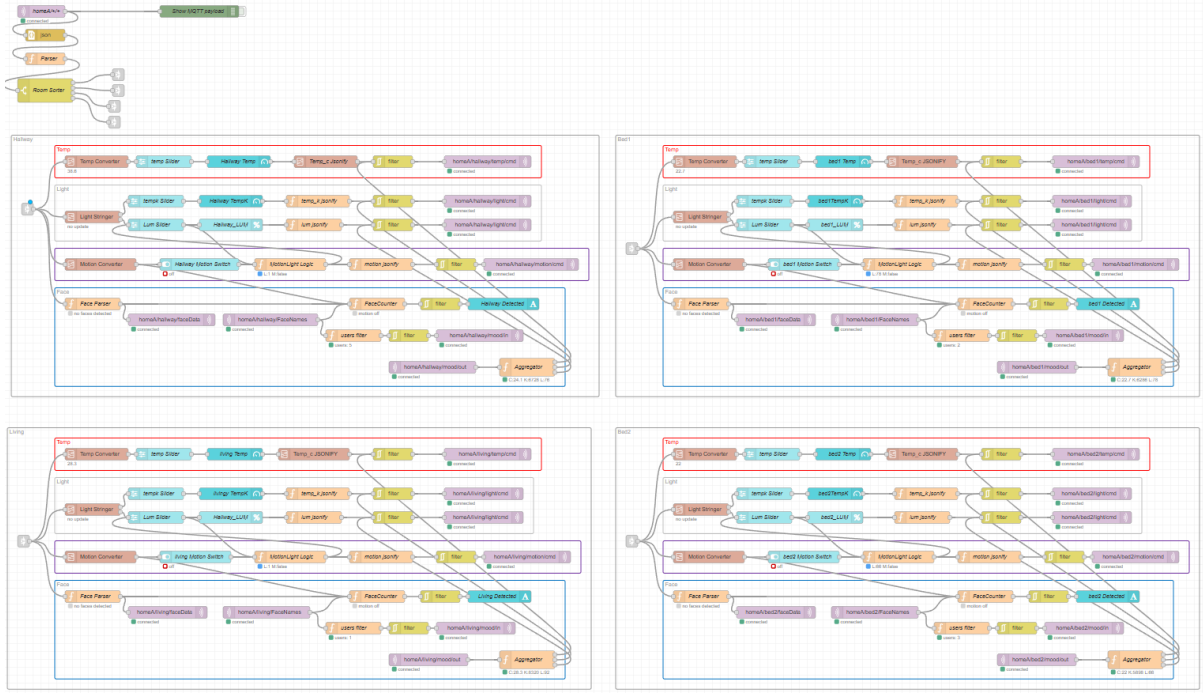 homeA/+/+
connected
Show MQTT payload
json
Parser
Room Sorter
Hallway
Temp
Temp Converter
temp Slider
Hallway Temp
Temp_c Jsonify
filter
homeA/hallway/temp/cmd
connected
Light
Light Stringer
no update
tempk Slider
Hallway TempK
temp_k jsonify
filter
homeA/hallway/light/cmd
connected
Lum Slider
Hallway_LUM
lum jsonify
filter
homeA/hallway/light/cmd
connected
Motion Converter
Hallway Motion Switch
off
MotionLight Logic
L:1 M:false
motion jsonify
filter
homeA/hallway/motion/cmd
connected
Face
Face Parser
no faces detected
homeA/hallway/faceData
connected
homeA/hallway/FaceNames
connected
FaceCounter
motion off
filter
Hallway Detected
users filter
users: 5
filter
homeA/hallway/mood/in
connected
homeA/hallway/mood/out
connected
Aggregator
Bed1
Temp
Temp Converter
22.7
temp Slider
bed1 Temp
Temp_c JSONIFY
filter
homeA/bed1/temp/cmd
connected
Light
Light Stringer
no update
tempk Slider
bed1TempK
temp_k jsonify
filter
homeA/bed1/light/cmd
connected
Lum Slider
bed1_LUM
lum jsonify
filter
homeA/bed1/light/cmd
connected
Motion Converter
bed1 Motion Switch
off
MotionLight Logic
motion jsonify
filter
homeA/bed1/motion/cmd
connected
Face
Face Parser
no faces detected
homeA/bed1/faceData
connected
homeA/bed1/FaceNames
connected
FaceCounter
motion off
filter
bed1 Detected
users filter
users: 2
filter
homeA/bed1/mood/in
connected
homeA/bed1/mood/out
connected
Aggregator
Living
Temp
Temp Converter
temp Slider
living Temp
Temp_c JSONIFY
filter
homeA/living/temp/cmd
connected
Light
Light Stringer
no update
tempk Slider
livingy TempK
temp_k jsonify
filter
homeA/living/light/cmd
connected
Lum Slider
Hallway_LUM
lum jsonify
filter
homeA/living/light/cmd
connected
Motion Converter
living Motion Switch
off
MotionLight Logic
L:1 M:false
motion jsonify
filter
homeA/living/motion/cmd
connected
Face
Face Parser
no faces detected
homeA/living/faceData
connected
homeA/living/FaceNames
connected
FaceCounter
motion off
filter
Living Detected
users filter
users: 1
filter
homeA/living/mood/in
connected
homeA/living/mood/out
connected
Aggregator
Bed2
Temp
Temp Converter
22
temp Slider
bed2 Temp
Temp_c JSONIFY
filter
homeA/bed2/temp/cmd
connected
Light
Light Stringer
no update
tempk Slider
bed2TempK
temp_k jsonify
filter
homeA/bed2/light/cmd
connected
Lum Slider
bed2_LUM
lum jsonify
filter
homeA/bed2/light/cmd
connected
Motion Converter
bed2 Motion Switch
off
MotionLight Logic
motion jsonify
filter
homeA/bed2/motion/cmd
connected
Face
Face Parser
no faces detected
homeA/bed2/faceData
connected
homeA/bed2/FaceNames
connected
FaceCounter
motion off
filter
bed2 Detected
users filter
users: 3
filter
homeA/bed2/mood/in
connected
homeA/bed2/mood/out
connected
Aggregator